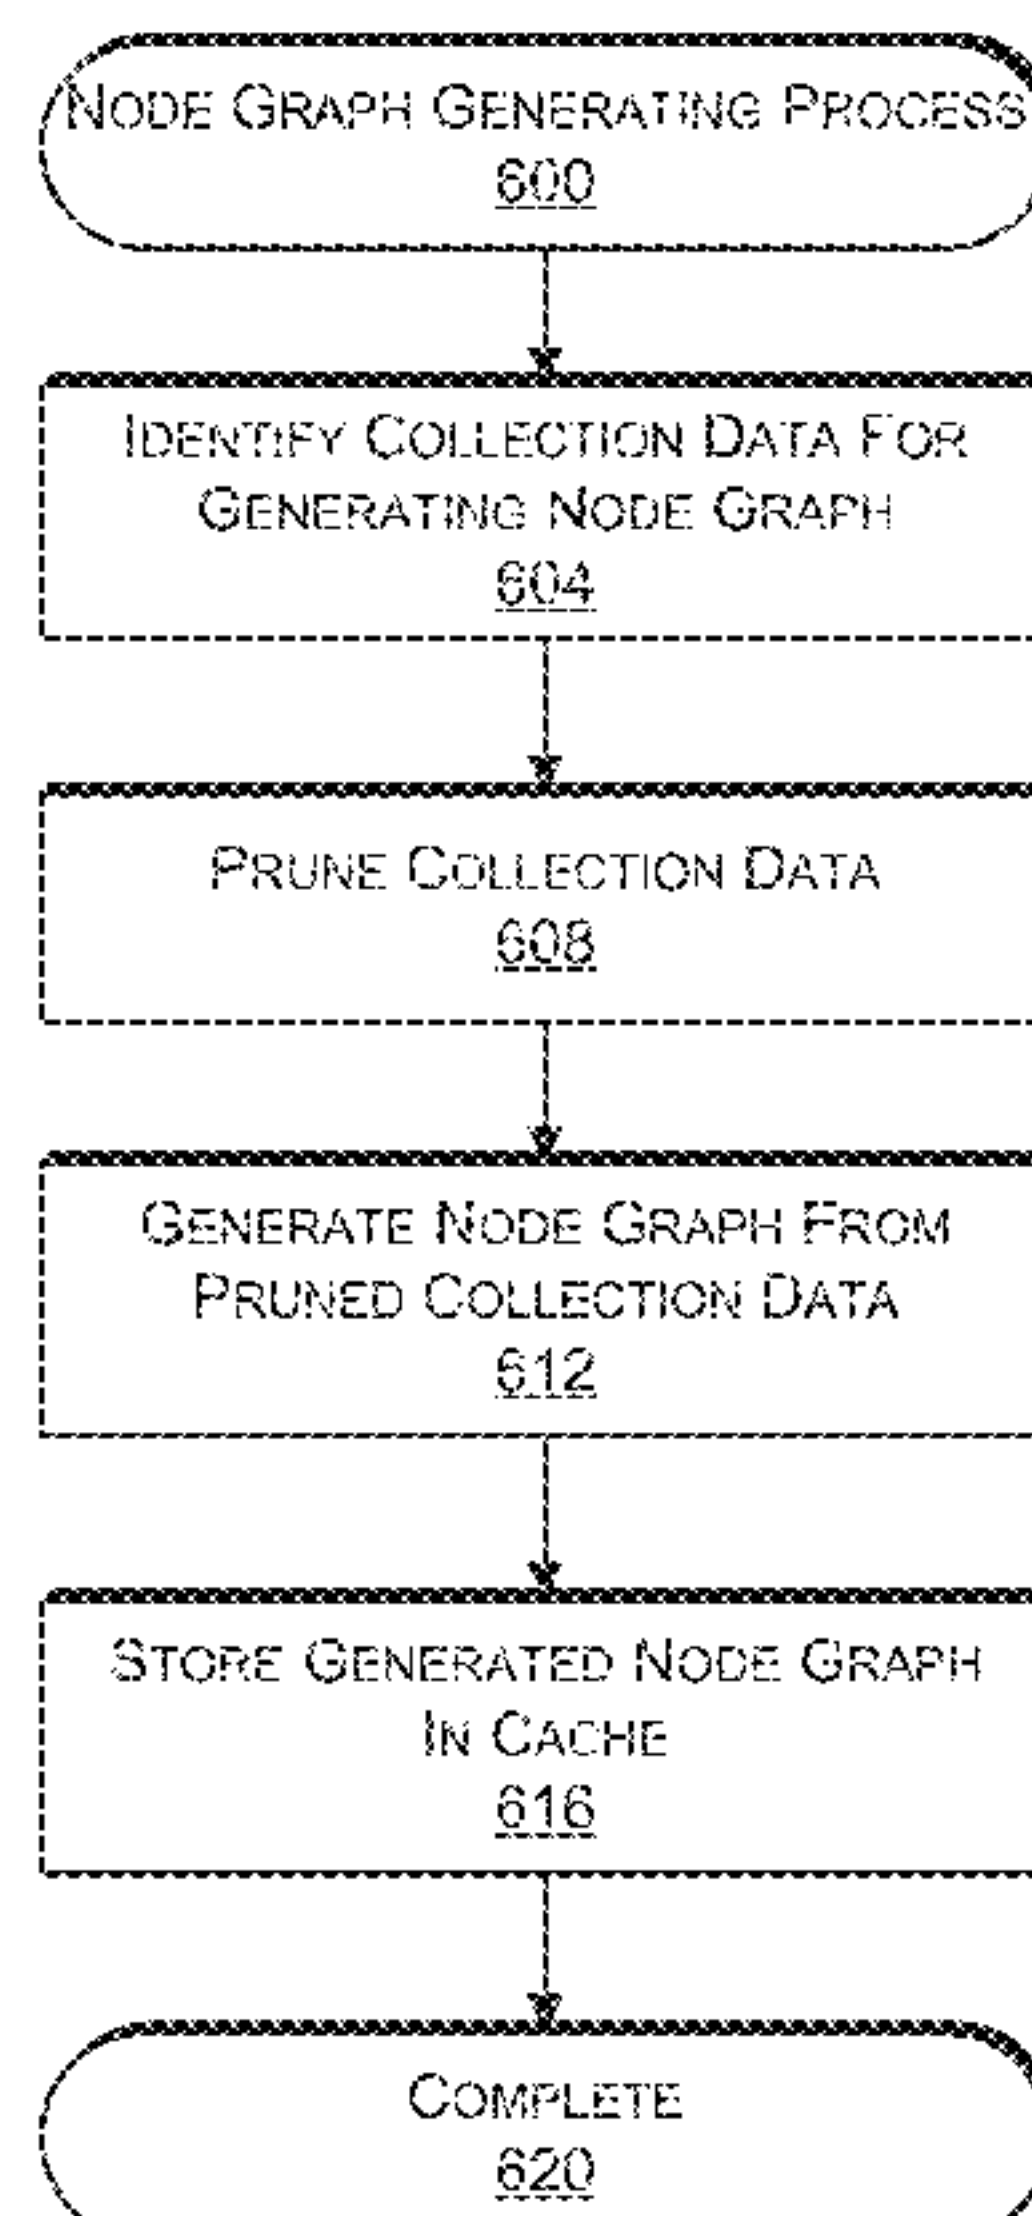 NODE GRAPH GENERATING PROCESS
600
IDENTIFY COLLECTION DATA FOR
GENERATING NODE GRAPH
604
PRUNE COLLECTION DATA
608
GENERATE NODE GRAPH FROM
PRUNED COLLECTION DATA
612
STORE GENERATED NODE GRAPH
IN CACHE
616
COMPLETE
620